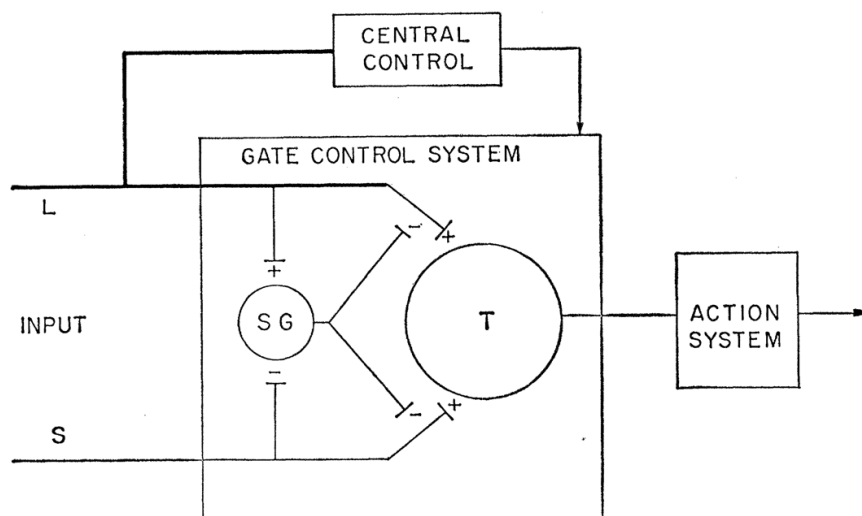 CENTRAL
CONTROL
GATE CONTROL SYSTEM
L
+
-
+
SG
INPUT
T
ACTION
SYSTEM
-
-
+
S